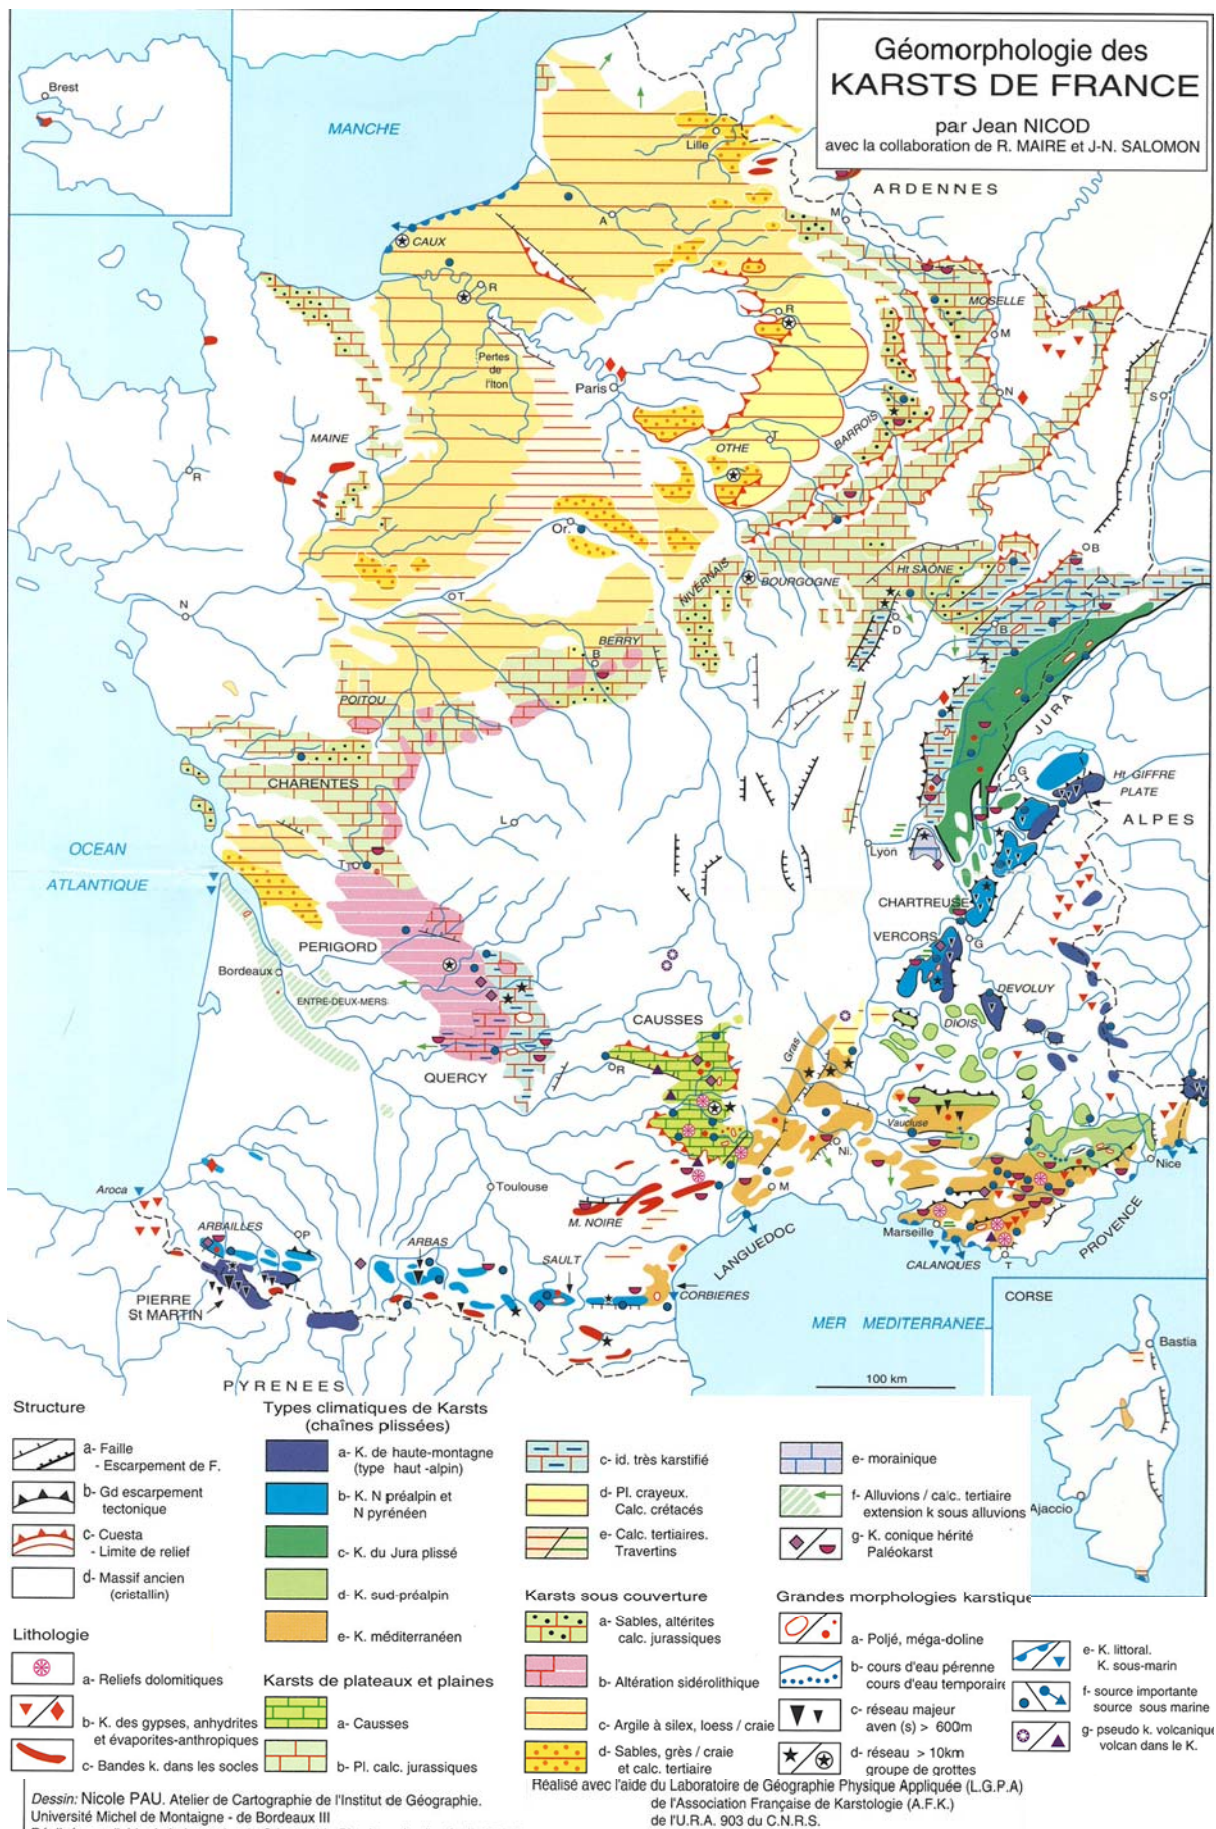 Géomorphologie des
KARSTS DE FRANCE
par Jean NICOD
avec la collaboration de R. MAIRE et J-N. SALOMON
Brest
MANCHE
Lille
ARDENNES
A
M
CAUX
R
MOSELLE
R
M
Pertes
de
l'Iton
Paris
N
S
MAINE
OTHE
T
BARROIS
R
Or.
B
Ht SAÔNE
NIVERNAIS
BOURGOGNE
N
T
D
B
BERRY
B
POITOU
JURA
CHARENTES
G
Ht GIFFRE
PLATE
L
ALPES
OCEAN
ATLANTIQUE
Lyon
T
CHARTREUSE
PERIGORD
VERCORS
G
Bordeaux
ENTRE-DEUX-MERS
DEVOLUY
CAUSSES
DIOIS
Gras
R
QUERCY
Vaucluse
Ni.
Nice
Aroca
Toulouse
M
M. NOIRE
Marseille
PROVENCE
ARBAILLES
P
ARBAS
SAULT
LANGUEDOC
CALANQUES
T
PIERRE
St MARTIN
CORBIERES
CORSE
MER MEDITERRANEE
Bastia
100 km
PYRENEES
Ajaccio
Structure
a- Faille
- Escarpement de F.
b- Gd escarpement
tectonique
c- Cuesta
- Limite de relief
d- Massif ancien
(cristallin)
Lithologie
a- Reliefs dolomitiques
b- K. des gypses, anhydrites
et évaporites-anthropiques
c- Bandes k. dans les socles
Types climatiques de Karsts
(chaînes plissées)
a- K. de haute-montagne
(type haut -alpin)
b- K. N préalpin et
N pyrénéen
c- K. du Jura plissé
d- K. sud-préalpin
e- K. méditerranéen
Karsts de plateaux et plaines
a- Causses
b- Pl. calc. jurassiques
c- id. très karstifié
d- Pl. crayeux.
Calc. crétacés
e- Calc. tertiaires.
Travertins
Karsts sous couverture
a- Sables, altérites
calc. jurassiques
b- Altération sidérolithique
c- Argile à silex, loess / craie
d- Sables, grès / craie
et calc. tertiaire
e- morainique
f- Alluvions / calc. tertiaire
extension k sous alluvions
g- K. conique hérité
Paléokarst
Grandes morphologies karstique
a- Poljé, méga-doline
b- cours d'eau pérenne
cours d'eau temporaire
c- réseau majeur
aven (s) > 600m
d- réseau > 10km
groupe de grottes
e- K. littoral.
K. sous-marin
f- source importante
source sous marine
g- pseudo k. volcanique
volcan dans le K.
Dessin: Nicole PAU. Atelier de Cartographie de l'Institut de Géographie.
Université Michel de Montaigne - de Bordeaux III
Réalisé avec l'aide du Laboratoire de Géographie Physique Appliquée (L.G.P.A)
de l'Association Française de Karstologie (A.F.K.)
de l'U.R.A. 903 du C.N.R.S.